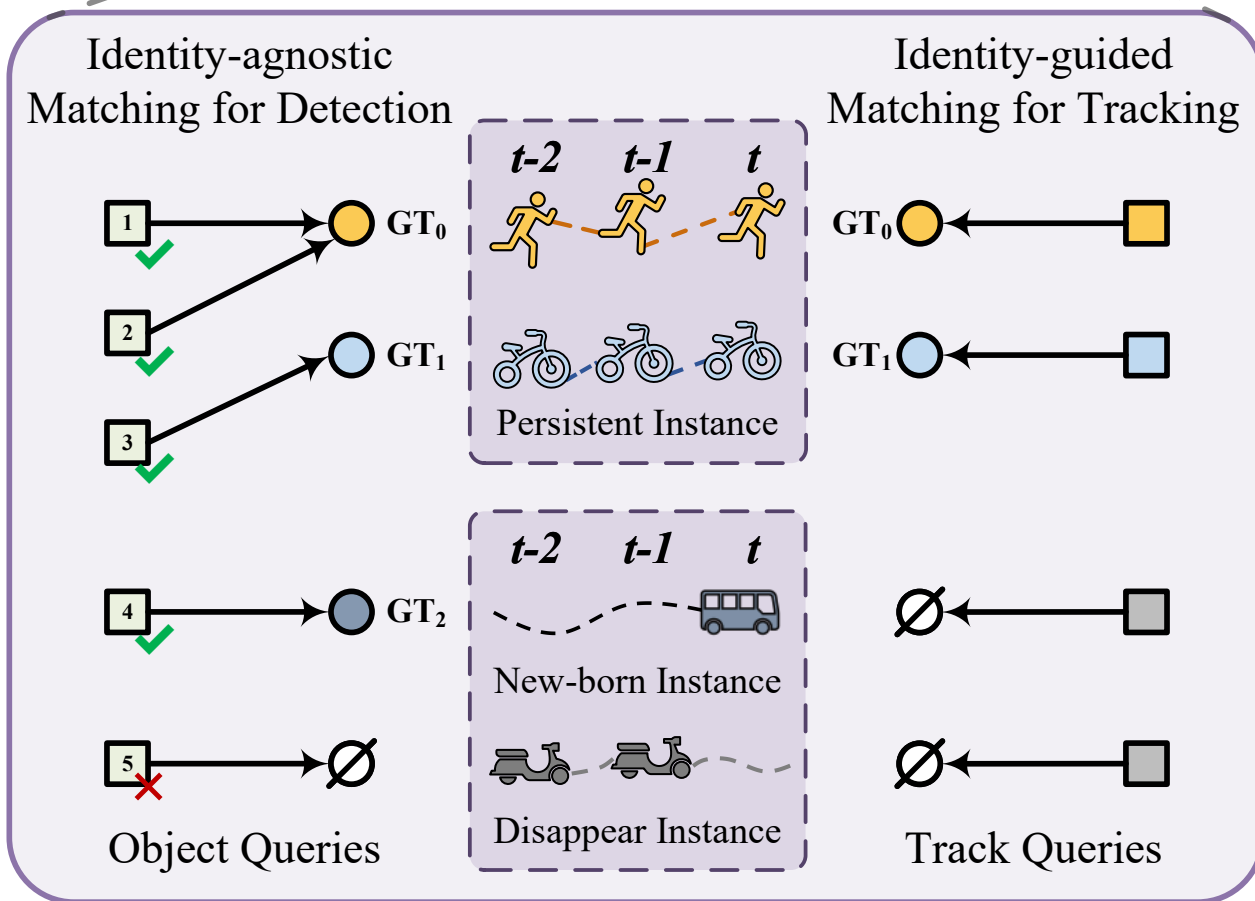 Identity-agnostic
Matching for Detection
Identity-guided
Matching for Tracking
t-2 t-1 t
1 GT₀ GT₀
2
GT₁ GT₁
3
Persistent Instance
t-2 t-1 t
4 GT₂
New-born Instance
5
Disappear Instance
Object Queries
Track Queries